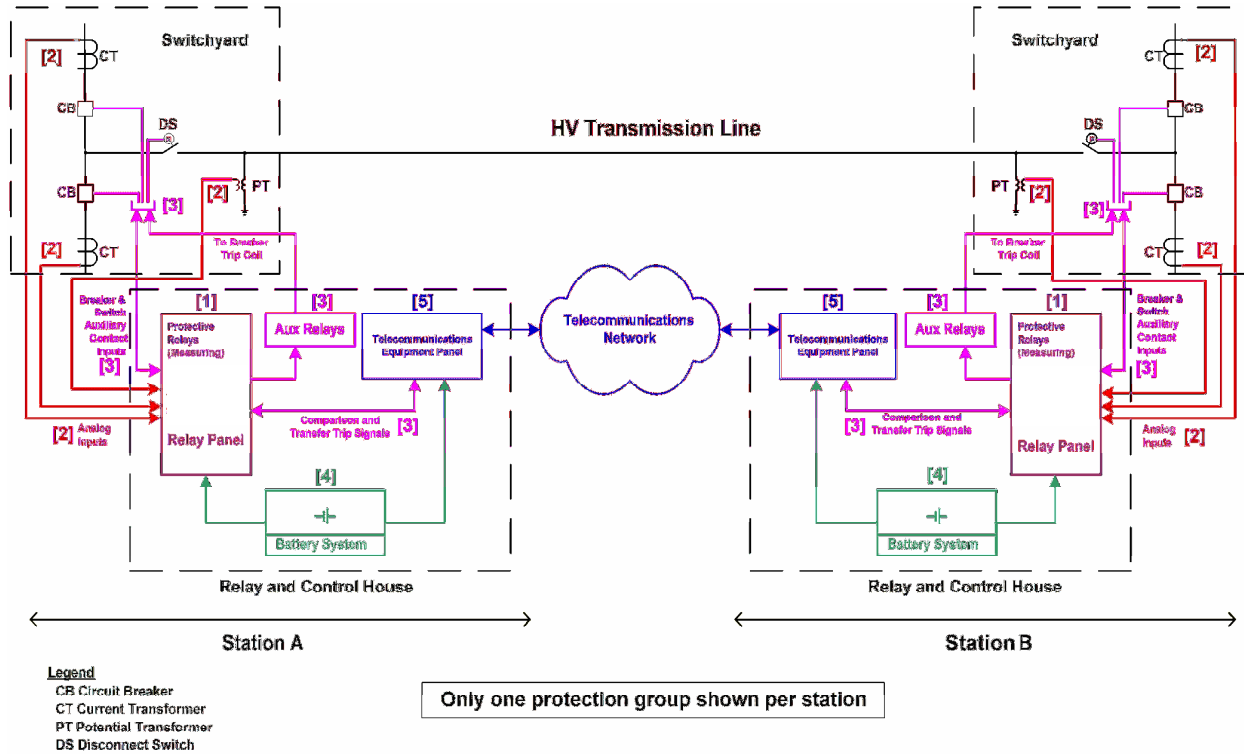 Switchyard
[2]
CT
CB
DS
CB
[3]
[2]
PT
[2]
CT
To Breaker
Trip Coil
Breaker &
Switch
Auxiliary
Contact
Inputs
[3]
[1]
Protective
Relays
(Measuring)
Relay Panel
[3]
Aux Relays
[5]
Telecommunications
Equipment Panel
Comparison and
Transfer Trip Signals
[3]
[2] Analog
Inputs
[4]
Battery System
Relay and Control House
Station A
HV Transmission Line
Telecommunications
Network
Switchyard
CT
[2]
CB
DS
CB
[3]
PT
[2]
CT
[2]
To Breaker
Trip Coil
[5]
Telecommunications
Equipment Panel
[3]
Aux Relays
[1]
Protective
Relays
(Measuring)
Relay Panel
Breaker &
Switch
Auxiliary
Contact
Inputs
[3]
Comparison and
[3] Transfer Trip Signals
Analog
Inputs
[2]
[4]
Battery System
Relay and Control House
Station B
Legend
CB Circuit Breaker
CT Current Transformer
PT Potential Transformer
DS Disconnect Switch
Only one protection group shown per station